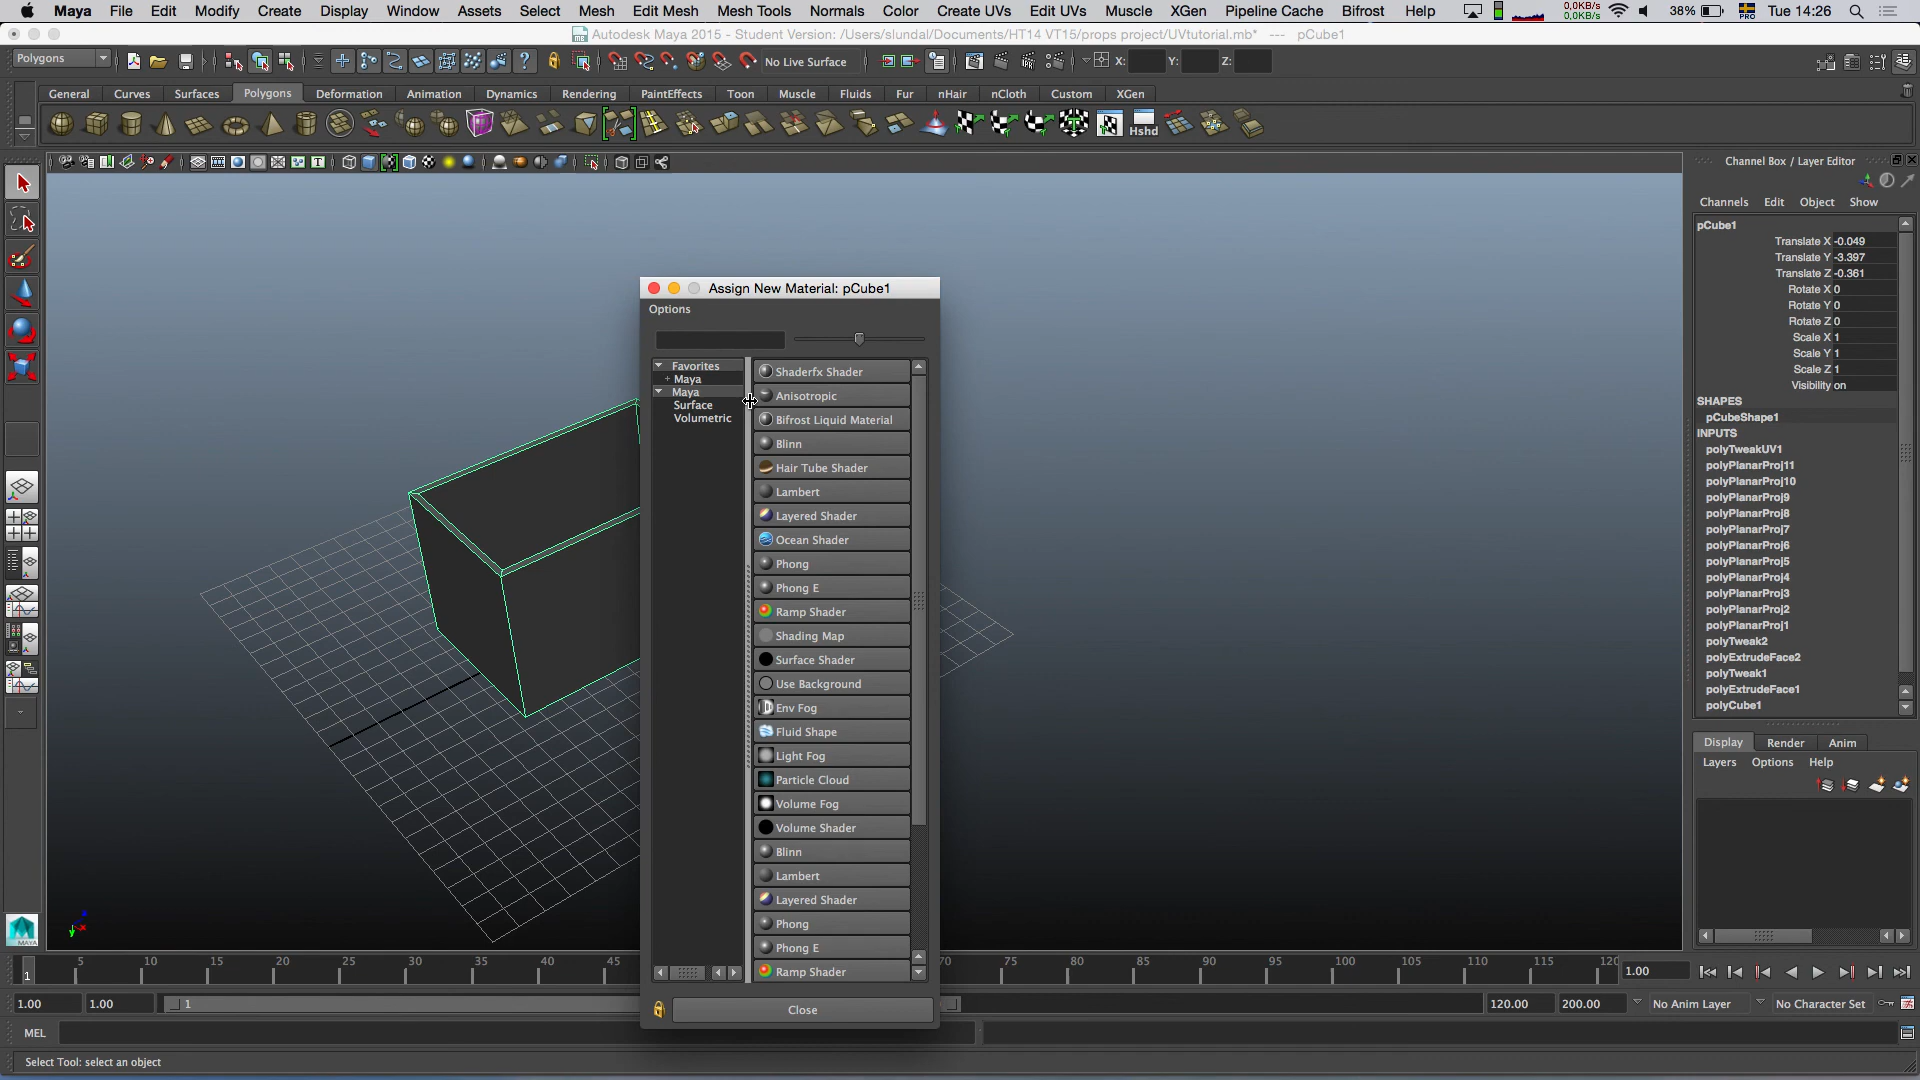 Maya File Edit Modify Create Display Window Assets Select Mesh Edit Mesh Mesh Tools Normals Color Create UVs Edit UVs Muscle XGen Pipeline Cache Bifrost Help 0,0KB/s 0,0KB/s 38% PRO Tue 14:26
Autodesk Maya 2015 - Student Version: /Users/slundal/Documents/HT14 VT15/props project/UVtutorial.mb* --- pCube1
Polygons No Live Surface X: Y: Z:
General Curves Surfaces Polygons Deformation Animation Dynamics Rendering PaintEffects Toon Muscle Fluids Fur nHair nCloth Custom XGen
Hshd
Channel Box / Layer Editor
Channels Edit Object Show
pCube1
Translate X -0.049
Translate Y -3.397
Translate Z -0.361
Rotate X 0
Rotate Y 0
Rotate Z 0
Scale X 1
Scale Y 1
Scale Z 1
Visibility on
SHAPES
pCubeShape1
INPUTS
polyTweakUV1
polyPlanarProj11
polyPlanarProj10
polyPlanarProj9
polyPlanarProj8
polyPlanarProj7
polyPlanarProj6
polyPlanarProj5
polyPlanarProj4
polyPlanarProj3
polyPlanarProj2
polyPlanarProj1
polyTweak2
polyExtrudeFace2
polyTweak1
polyExtrudeFace1
polyCube1
Display Render Anim
Layers Options Help
Assign New Material: pCube1
Options
Favorites
+ Maya
Maya
Surface
Volumetric
Shaderfx Shader
Anisotropic
Bifrost Liquid Material
Blinn
Hair Tube Shader
Lambert
Layered Shader
Ocean Shader
Phong
Phong E
Ramp Shader
Shading Map
Surface Shader
Use Background
Env Fog
Fluid Shape
Light Fog
Particle Cloud
Volume Fog
Volume Shader
Blinn
Lambert
Layered Shader
Phong
Phong E
Ramp Shader
Close
MAYA
1 5 10 15 20 25 30 35 40 45 70 75 80 85 90 95 100 105 110 115 120 1.00
1.00 1.00 1 120.00 200.00 No Anim Layer No Character Set
MEL
Select Tool: select an object